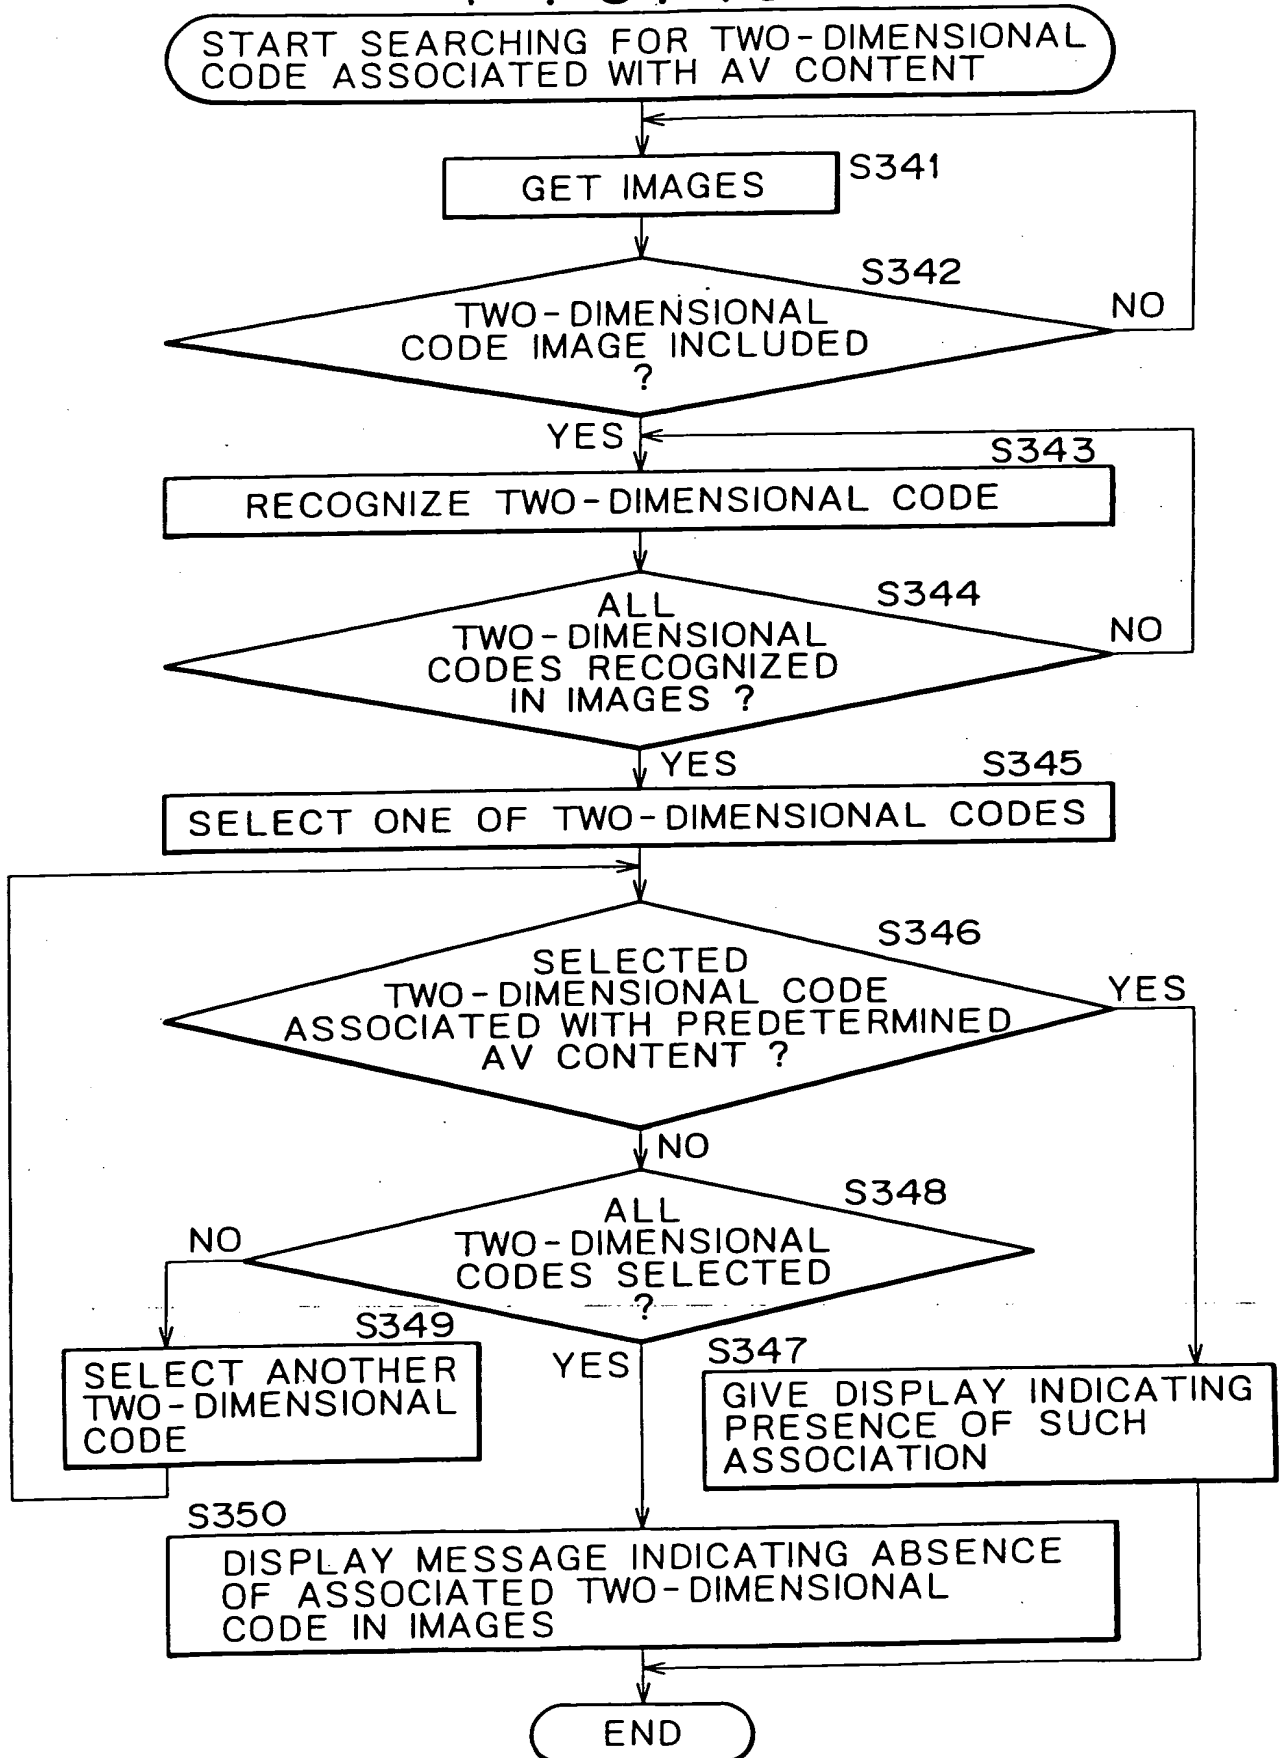 START SEARCHING FOR TWO-DIMENSIONAL
CODE ASSOCIATED WITH AV CONTENT
GET IMAGES
S341
S342
TWO-DIMENSIONAL
CODE IMAGE INCLUDED
?
NO
YES
S343
RECOGNIZE TWO-DIMENSIONAL CODE
S344
ALL
TWO-DIMENSIONAL
CODES RECOGNIZED
IN IMAGES ?
NO
YES
S345
SELECT ONE OF TWO-DIMENSIONAL CODES
S346
SELECTED
TWO-DIMENSIONAL CODE
ASSOCIATED WITH PREDETERMINED
AV CONTENT ?
YES
NO
S348
ALL
TWO-DIMENSIONAL
CODES SELECTED
?
NO
YES
S349
SELECT ANOTHER
TWO-DIMENSIONAL
CODE
S347
GIVE DISPLAY INDICATING
PRESENCE OF SUCH
ASSOCIATION
S350
DISPLAY MESSAGE INDICATING ABSENCE
OF ASSOCIATED TWO-DIMENSIONAL
CODE IN IMAGES
END